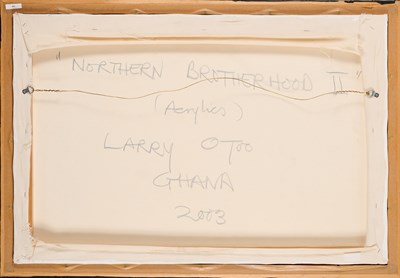 "NORTHERN BROTHERHOOD II"
(Acrylics)
LARRY OTOO
GHANA
2003